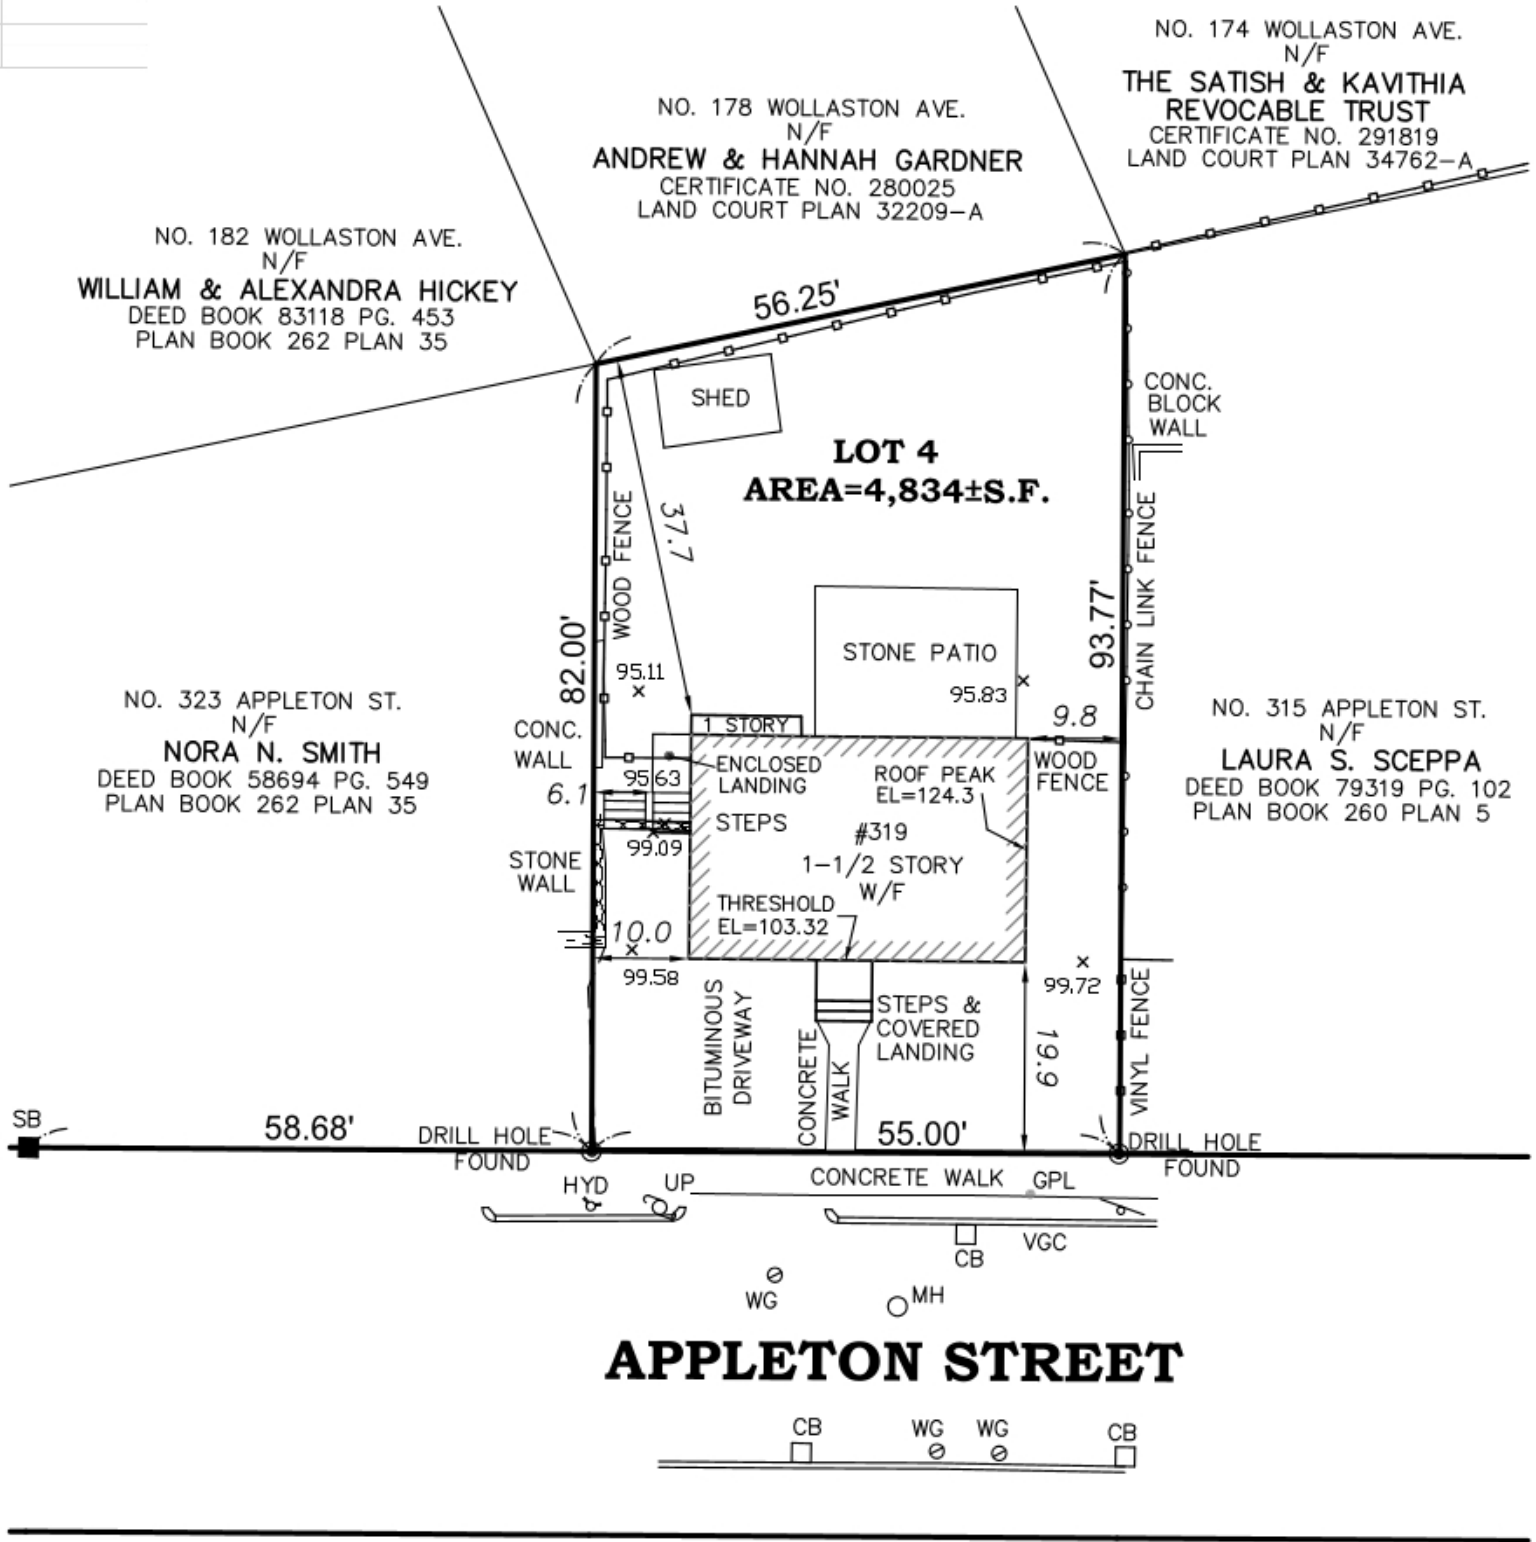 NO. 174 WOLLASTON AVE.
N/F
THE SATISH & KAVITHIA
REVOCABLE TRUST
CERTIFICATE NO. 291819
LAND COURT PLAN 34762-A
NO. 178 WOLLASTON AVE.
N/F
ANDREW & HANNAH GARDNER
CERTIFICATE NO. 280025
LAND COURT PLAN 32209-A
NO. 182 WOLLASTON AVE.
N/F
WILLIAM & ALEXANDRA HICKEY
DEED BOOK 83118 PG. 453
PLAN BOOK 262 PLAN 35
56.25'
SHED
CONC.
BLOCK
WALL
LOT 4
AREA=4,834±S.F.
WOOD FENCE
37.7
CHAIN LINK FENCE
82.00'
93.77'
STONE PATIO
95.11
95.83
NO. 323 APPLETON ST.
N/F
NORA N. SMITH
DEED BOOK 58694 PG. 549
PLAN BOOK 262 PLAN 35
NO. 315 APPLETON ST.
N/F
LAURA S. SCEPPA
DEED BOOK 79319 PG. 102
PLAN BOOK 260 PLAN 5
CONC.
WALL
1 STORY
9.8
WOOD
FENCE
ENCLOSED
LANDING
95.63
6.1
STEPS
99.09
ROOF PEAK
EL=124.3
#319
1-1/2 STORY
W/F
STONE
WALL
THRESHOLD
EL=103.32
10.0
99.58
99.72
BITUMINOUS
DRIVEWAY
CONCRETE
WALK
STEPS &
COVERED
LANDING
19.9
VINYL FENCE
SB
58.68'
DRILL HOLE
FOUND
55.00'
DRILL HOLE
FOUND
HYD
UP
CONCRETE WALK
GPL
CB
VGC
WG
MH
APPLETON STREET
CB
WG
WG
CB